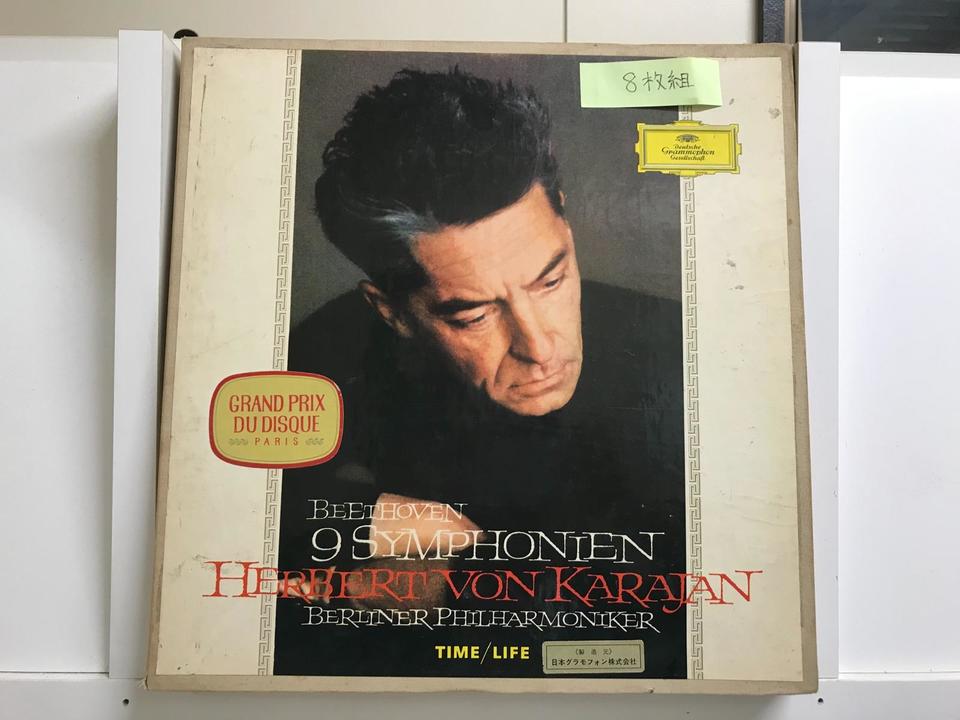 8枚組
Deutsche
Grammophon
Gesellschaft
GRAND PRIX
DU DISQUE
PARIS
BEETHOVEN
9 SYMPHONIEN
HERBERT VON KARAJAN
BERLINER PHILHARMONIKER
TIME/LIFE
《製造元》
日本グラモフォン株式会社